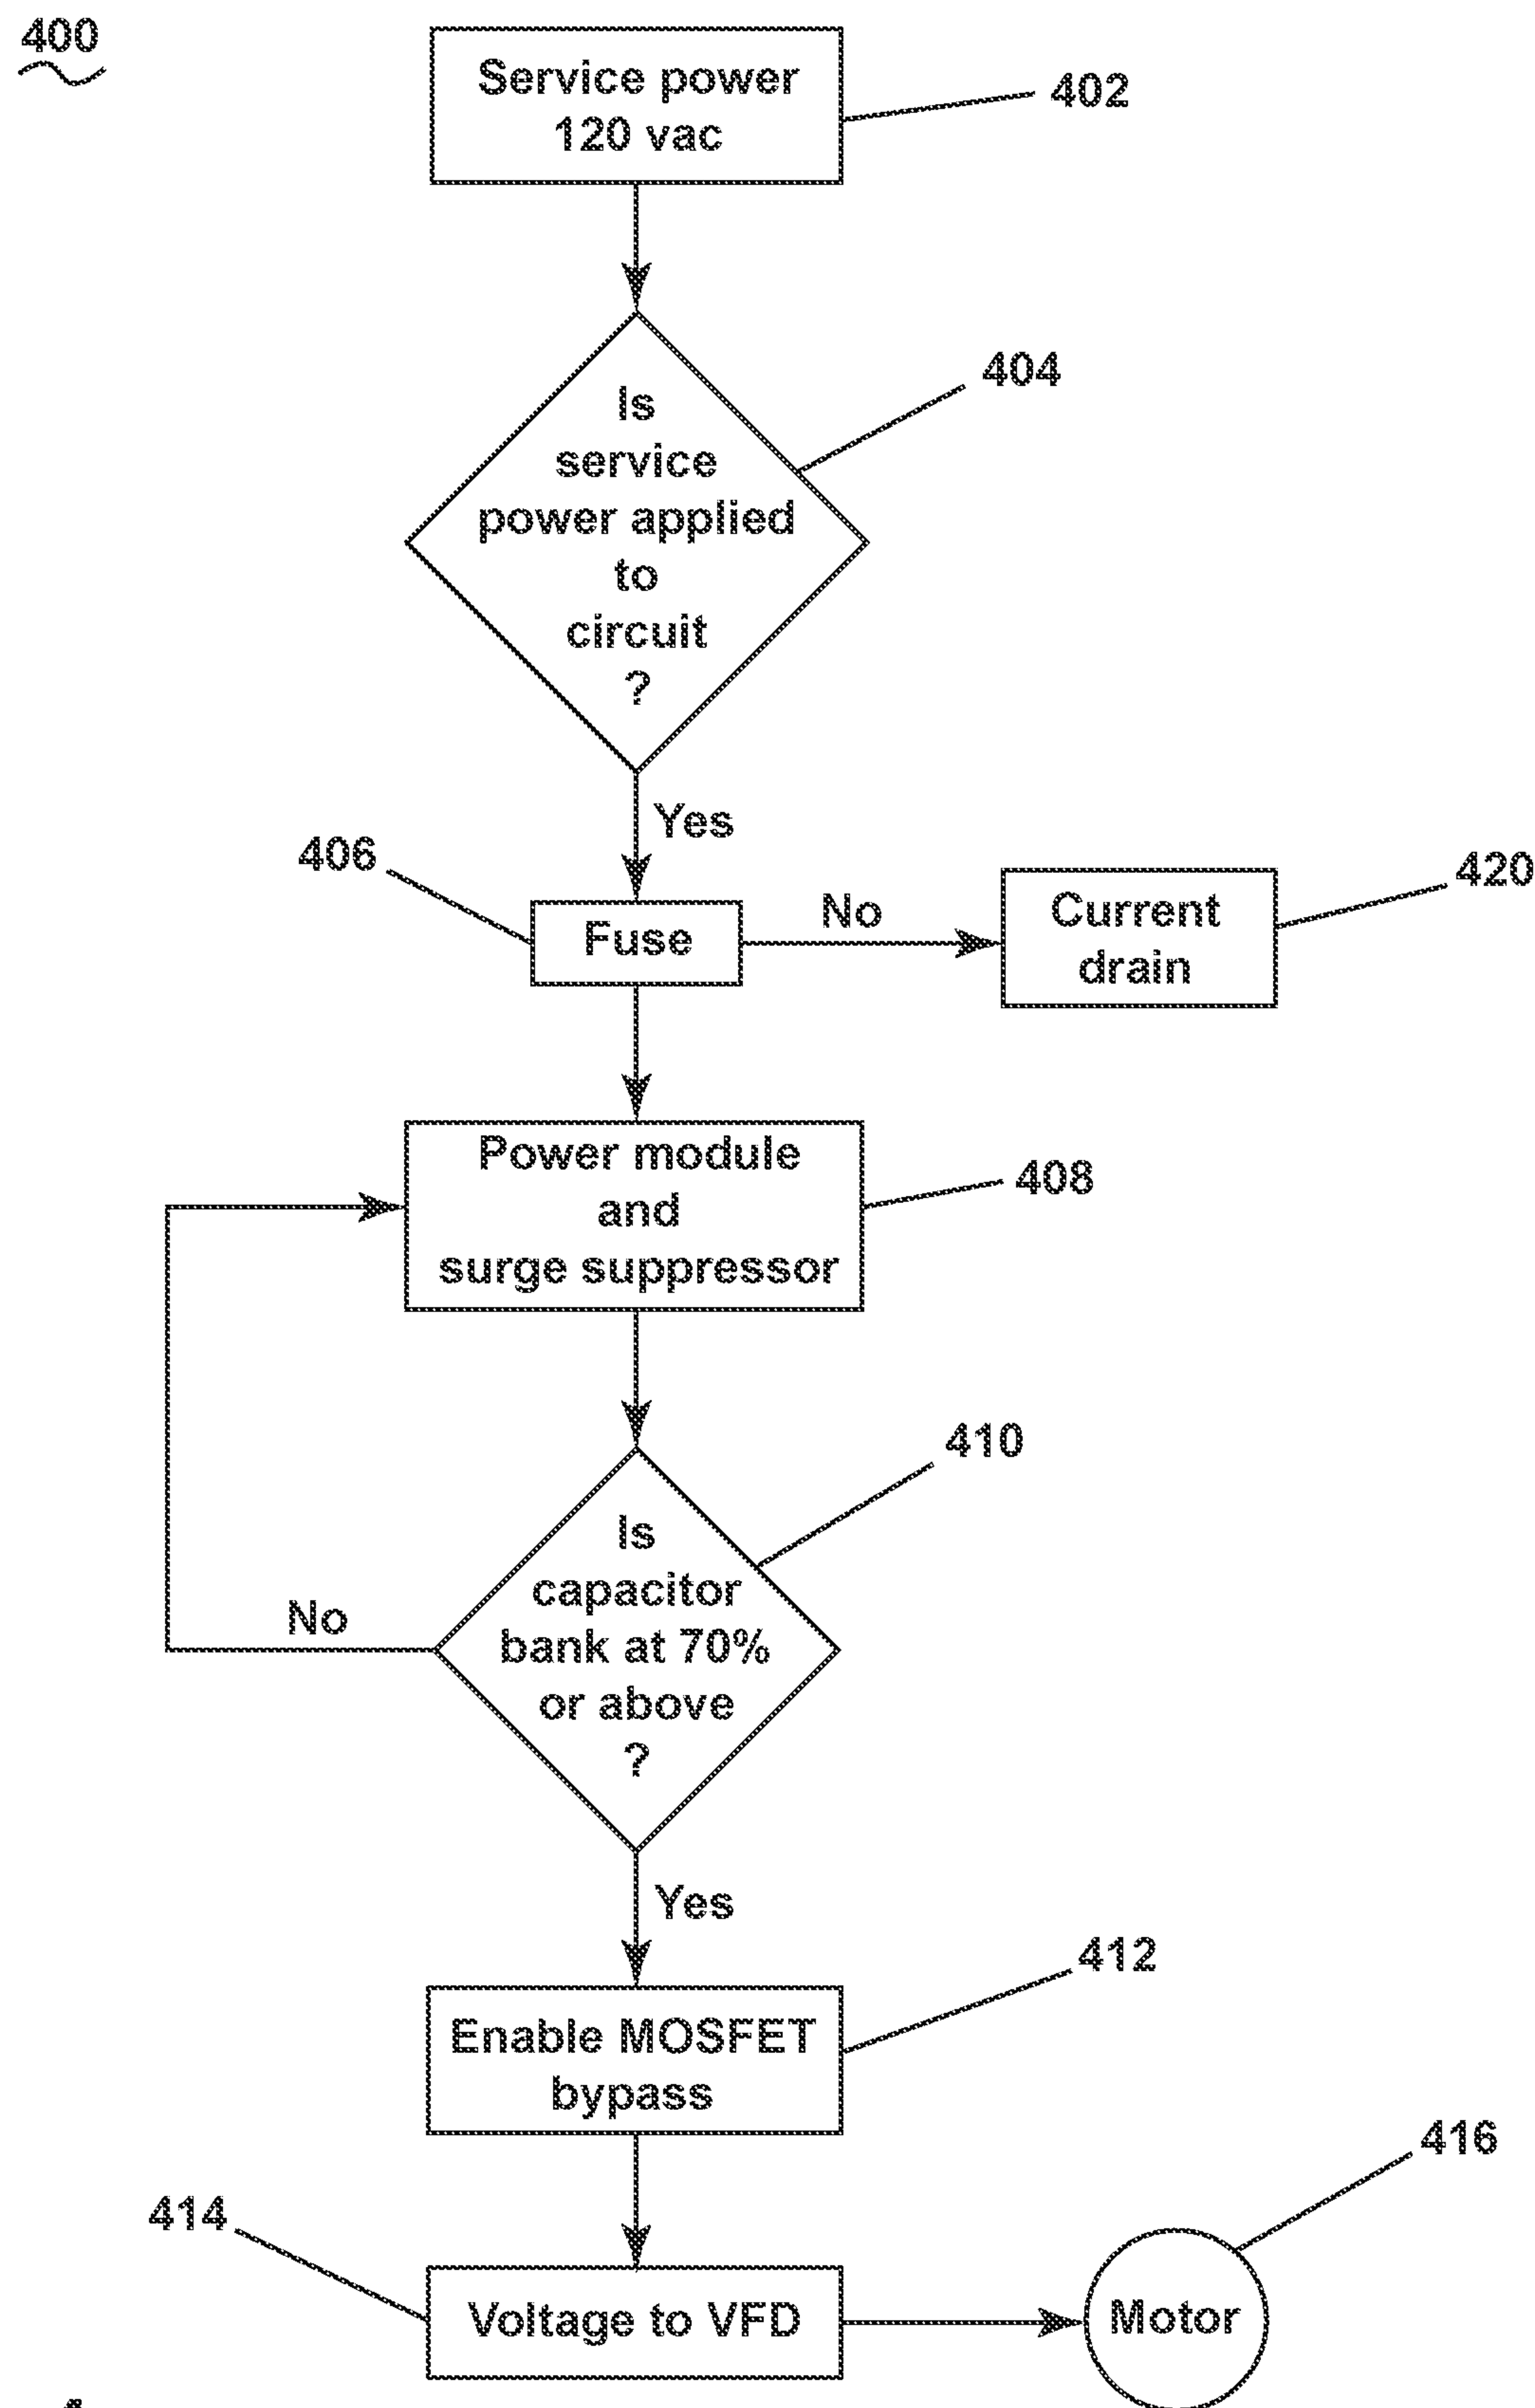 400
Service power
120 vac
402
Is
service
power applied
to
circuit
?
404
Yes
406
Fuse
No
Current
drain
420
Power module
and
surge suppressor
408
Is
capacitor
bank at 70%
or above
?
410
No
Yes
Enable MOSFET
bypass
412
414
Voltage to VFD
Motor
416